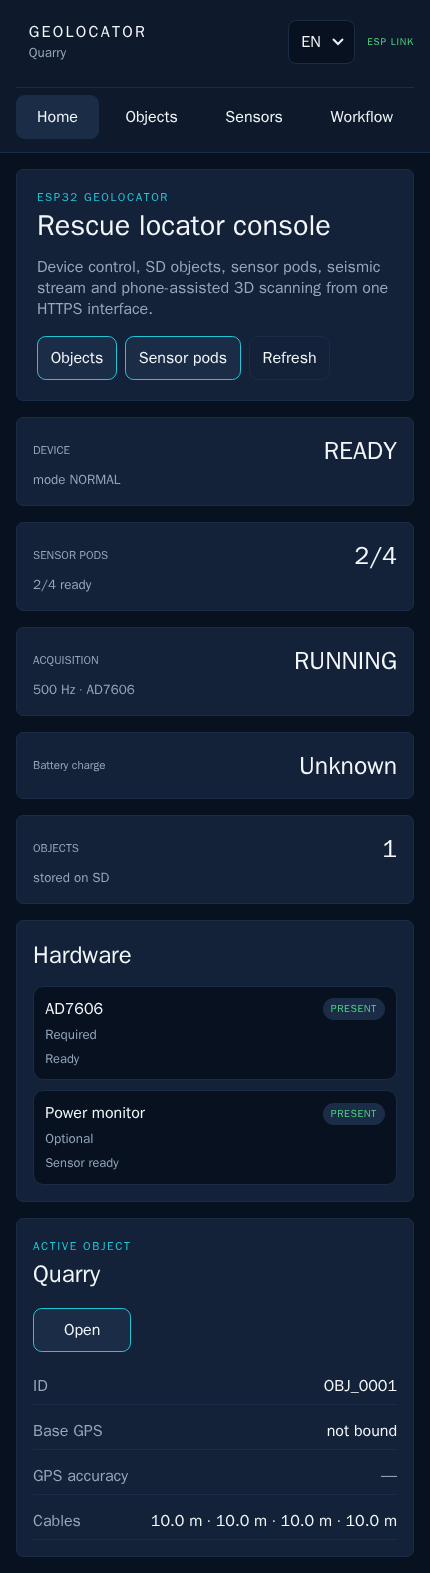 GEOLOCATOR
Quarry
EN
ESP LINK
Home Objects Sensors Workflow
ESP32 GEOLOCATOR
Rescue locator console
Device control, SD objects, sensor pods, seismic
stream and phone-assisted 3D scanning from one
HTTPS interface.
Objects Sensor pods Refresh
DEVICE READY
mode NORMAL
SENSOR PODS 2/4
2/4 ready
ACQUISITION RUNNING
500 Hz · AD7606
Battery charge Unknown
OBJECTS 1
stored on SD
Hardware
AD7606 PRESENT
Required
Ready
Power monitor PRESENT
Optional
Sensor ready
ACTIVE OBJECT
Quarry
Open
ID OBJ_0001
Base GPS not bound
GPS accuracy —
Cables 10.0 m · 10.0 m · 10.0 m · 10.0 m